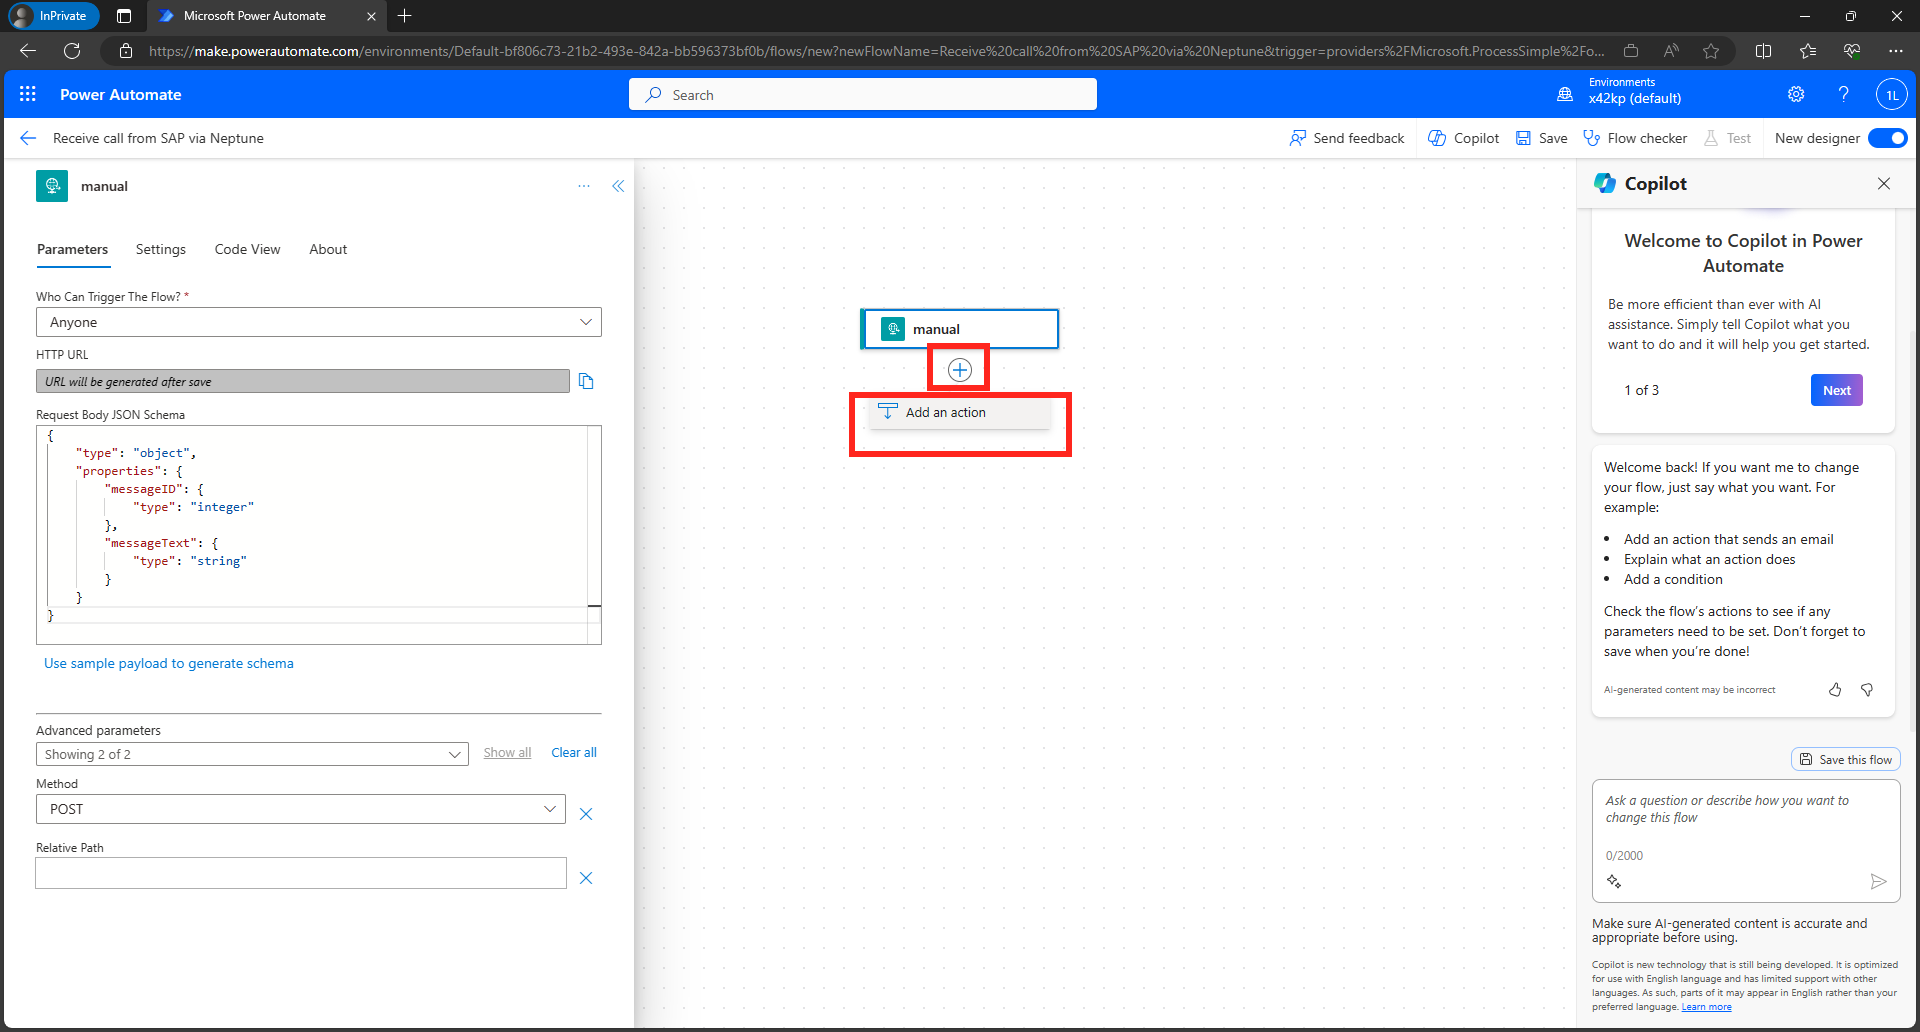 InPrivate
Microsoft Power Automate
https://make.powerautomate.com/environments/Default-bf806c73-21b2-493e-842a-bb596373bf0b/flows/new?newFlowName=Receive%20call%20from%20SAP%20via%20Neptune&trigger=providers%2FMicrosoft.ProcessSimple%2Fo...
Power Automate
Search
Environments
x42kp (default)
1L
Receive call from SAP via Neptune
Send feedback
Copilot
Save
Flow checker
Test
New designer
manual
Parameters
Settings
Code View
About
Who Can Trigger The Flow? *
Anyone
HTTP URL
URL will be generated after save
Request Body JSON Schema
{
"type": "object",
"properties": {
"messageID": {
"type": "integer"
},
"messageText": {
"type": "string"
}
}
}
Use sample payload to generate schema
Advanced parameters
Showing 2 of 2
Show all
Clear all
Method
POST
Relative Path
manual
Add an action
Copilot
Welcome to Copilot in Power
Automate
Be more efficient than ever with AI
assistance. Simply tell Copilot what you
want to do and it will help you get started.
1 of 3
Next
Welcome back! If you want me to change
your flow, just say what you want. For
example:
• Add an action that sends an email
• Explain what an action does
• Add a condition
Check the flow's actions to see if any
parameters need to be set. Don't forget to
save when you're done!
AI-generated content may be incorrect
Save this flow
Ask a question or describe how you want to
change this flow
0/2000
Make sure AI-generated content is accurate and
appropriate before using.
Copilot is new technology that is still being developed. It is optimized
for use with English language and has limited support with other
languages. As such, parts of it may appear in English rather than your
preferred language. Learn more